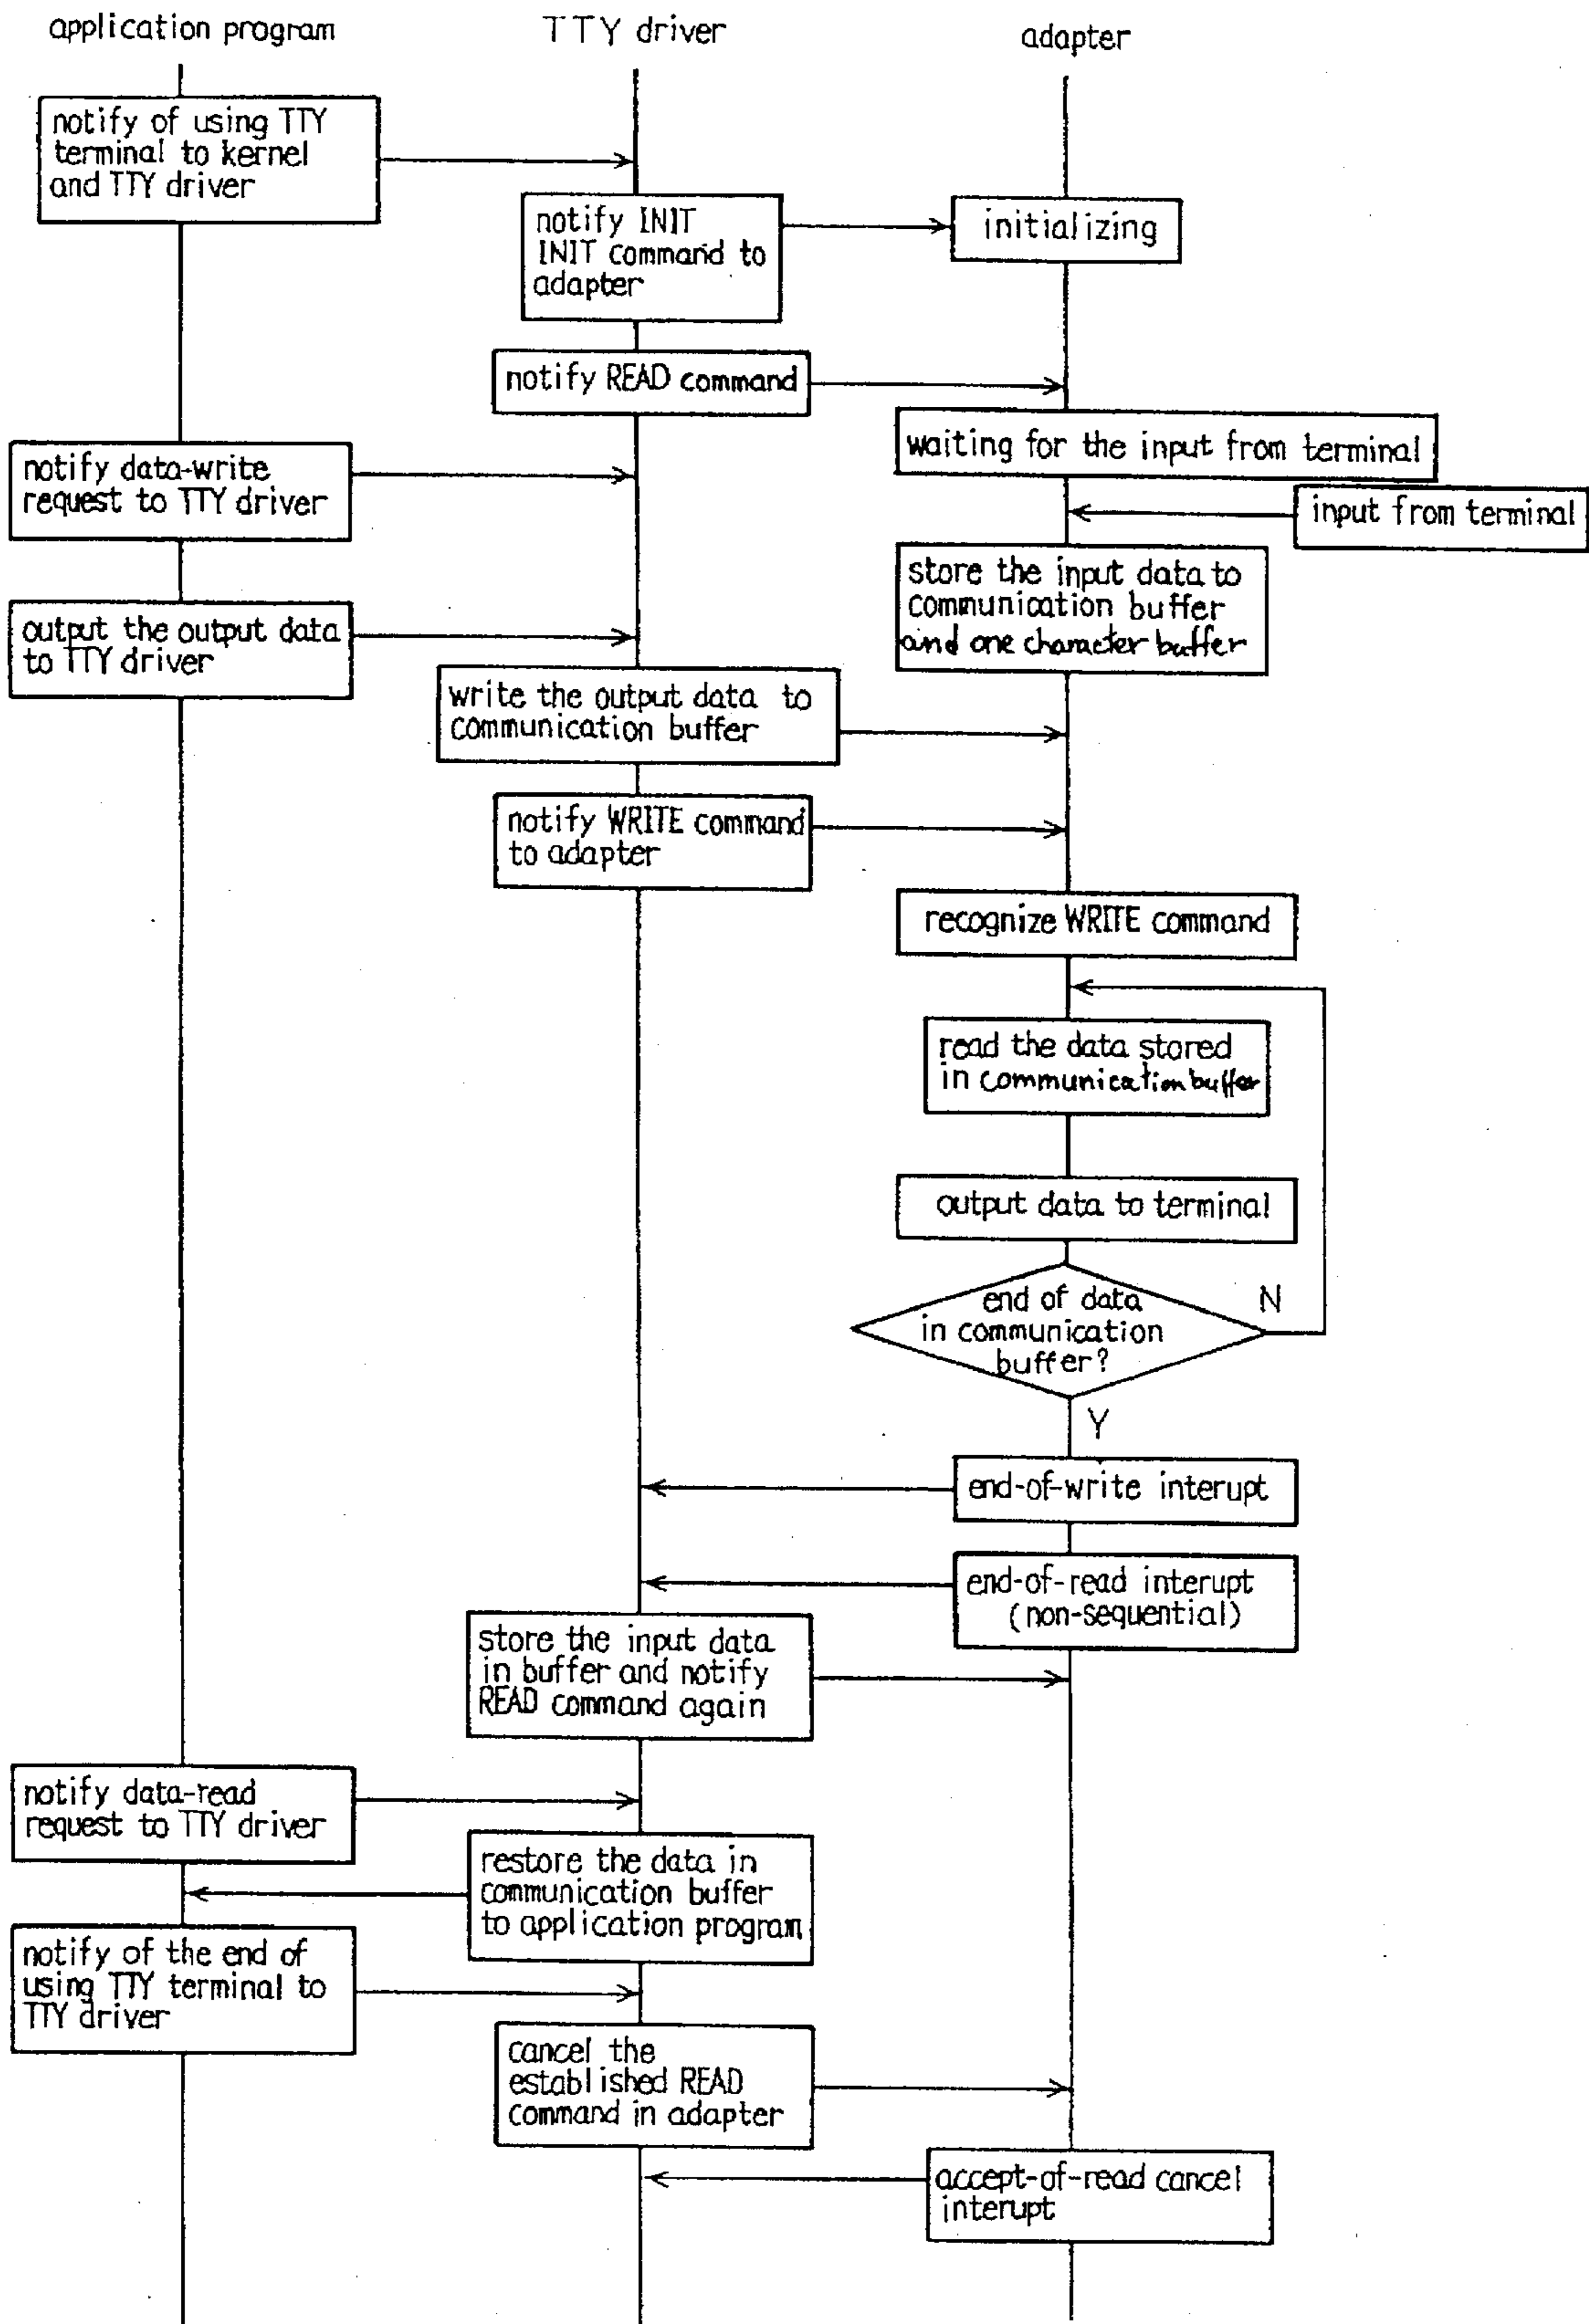 application program
TTY driver
adapter
notify of using TTY
terminal to kernel
and TTY driver
notify INIT
INIT command to
adapter
initializing
notify READ command
waiting for the input from terminal
notify data-write
request to TTY driver
input from terminal
store the input data to
communication buffer
and one character buffer
output the output data
to TTY driver
write the output data to
communication buffer
notify WRITE command
to adapter
recognize WRITE command
read the data stored
in communication buffer
output data to terminal
end of data
in communication
buffer?
N
Y
end-of-write interupt
end-of-read interupt
(non-sequential)
store the input data
in buffer and notify
READ command again
notify data-read
request to TTY driver
restore the data in
communication buffer
to application program
notify of the end of
using TTY terminal to
TTY driver
cancel the
established READ
command in adapter
accept-of-read cancel
interupt